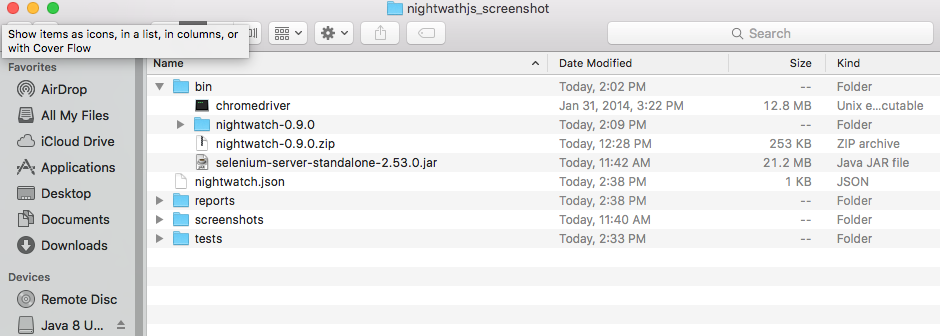 nightwathjs_screenshot
Show items as icons, in a list, in columns, or
with Cover Flow
Search
Favorites
AirDrop
All My Files
iCloud Drive
Applications
Desktop
Documents
Downloads
Devices
Remote Disc
Java 8 U...
Name Date Modified Size Kind
bin Today, 2:02 PM -- Folder
chromedriver Jan 31, 2014, 3:22 PM 12.8 MB Unix e...cutable
nightwatch-0.9.0 Today, 2:09 PM -- Folder
nightwatch-0.9.0.zip Today, 12:28 PM 253 KB ZIP archive
selenium-server-standalone-2.53.0.jar Today, 11:42 AM 21.2 MB Java JAR file
nightwatch.json Today, 2:38 PM 1 KB JSON
reports Today, 2:38 PM -- Folder
screenshots Today, 11:40 AM -- Folder
tests Today, 2:33 PM -- Folder